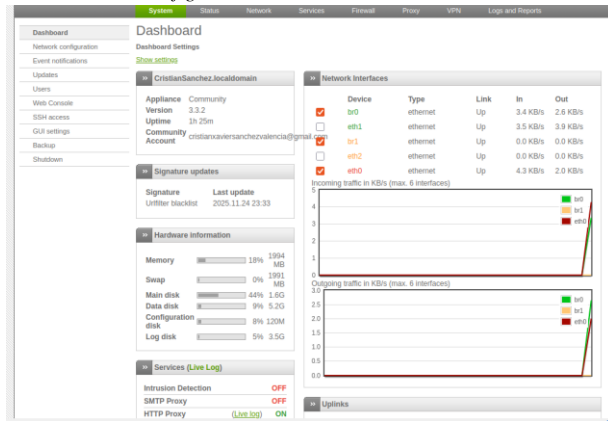 System Status Network Services Firewall Proxy VPN Logs and Reports
Dashboard
Network configuration
Event notifications
Updates
Users
Web Console
SSH access
GUI settings
Backup
Shutdown
Dashboard
Dashboard Settings
Show settings
CristianSanchez.localdomain
Appliance Community
Version 3.3.2
Uptime 1h 25m
Community Account cristianxaviersanchezvalencia@gmail.com
Signature updates
Signature Last update
Urlfilter blacklist 2025.11.24 23:33
Hardware information
Memory 18% 1994 MB
Swap 0% 1991 MB
Main disk 44% 1.6G
Data disk 9% 5.2G
Configuration disk 8% 120M
Log disk 5% 3.5G
Services (Live Log)
Intrusion Detection OFF
SMTP Proxy OFF
HTTP Proxy (Live log) ON
Network Interfaces
Device Type Link In Out
br0 ethernet Up 3.4 KB/s 2.6 KB/s
eth1 ethernet Up 3.5 KB/s 3.9 KB/s
br1 ethernet Up 0.0 KB/s 0.0 KB/s
eth2 ethernet Up 0.0 KB/s 0.0 KB/s
eth0 ethernet Up 4.3 KB/s 2.0 KB/s
Incoming traffic in KB/s (max. 6 interfaces)
5
4
3
2
1
0
br0
br1
eth0
Outgoing traffic in KB/s (max. 6 interfaces)
3.0
2.5
2.0
1.5
1.0
0.5
0.0
br0
br1
eth0
Uplinks